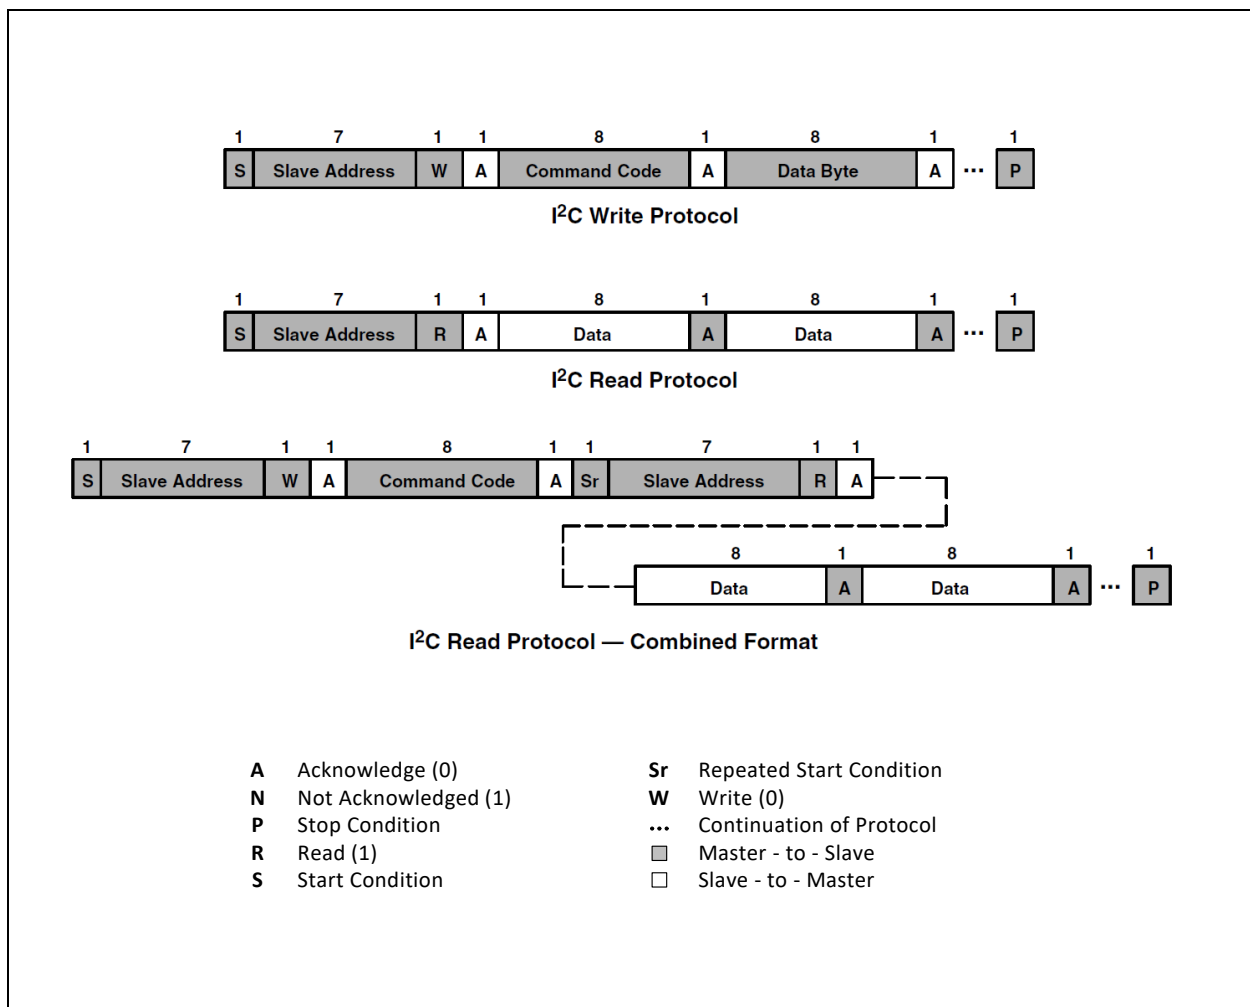 1 7 1 1 8 1 8 1 1
S Slave Address W A Command Code A Data Byte A ... P
I²C Write Protocol
1 7 1 1 8 1 8 1 1
S Slave Address R A Data A Data A ... P
I²C Read Protocol
1 7 1 1 8 1 1 7 1 1
S Slave Address W A Command Code A Sr Slave Address R A
8 1 8 1 1
Data A Data A ... P
I²C Read Protocol — Combined Format
A Acknowledge (0)
N Not Acknowledged (1)
P Stop Condition
R Read (1)
S Start Condition
Sr Repeated Start Condition
W Write (0)
... Continuation of Protocol
Master - to - Slave
Slave - to - Master